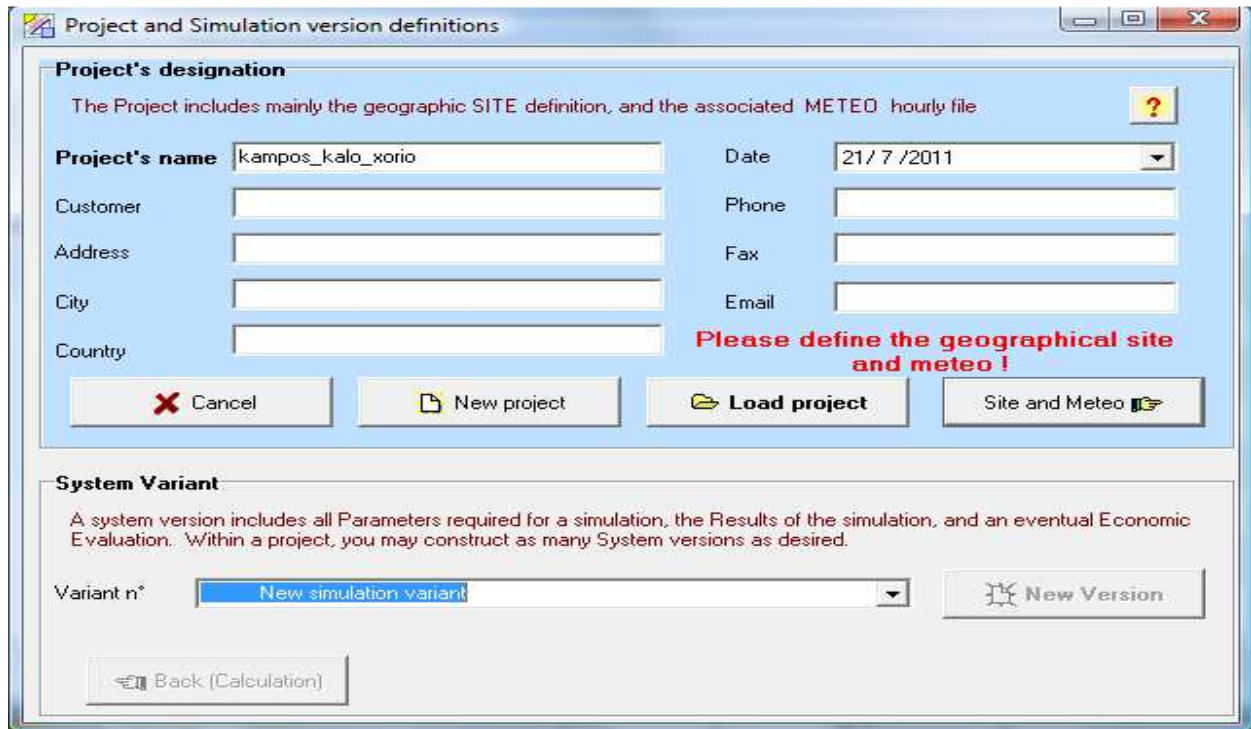 Project and Simulation version definitions
Project's designation
The Project includes mainly the geographic SITE definition, and the associated METEO hourly file
?
Project's name kampos_kalo_xorio Date 21/ 7 /2011
Customer Phone
Address Fax
City Email
Country
Please define the geographical site
and meteo !
Cancel New project Load project Site and Meteo
System Variant
A system version includes all Parameters required for a simulation, the Results of the simulation, and an eventual Economic
Evaluation. Within a project, you may construct as many System versions as desired.
Variant n° New simulation variant New Version
Back (Calculation)